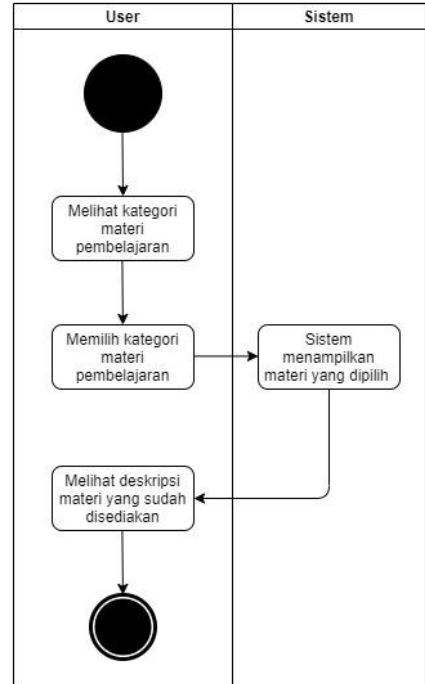 User
Sistem
Melihat kategori
materi
pembelajaran
Memilih kategori
materi
pembelajaran
Sistem
menampilkan
materi yang dipilih
Melihat deskripsi
materi yang sudah
disediakan